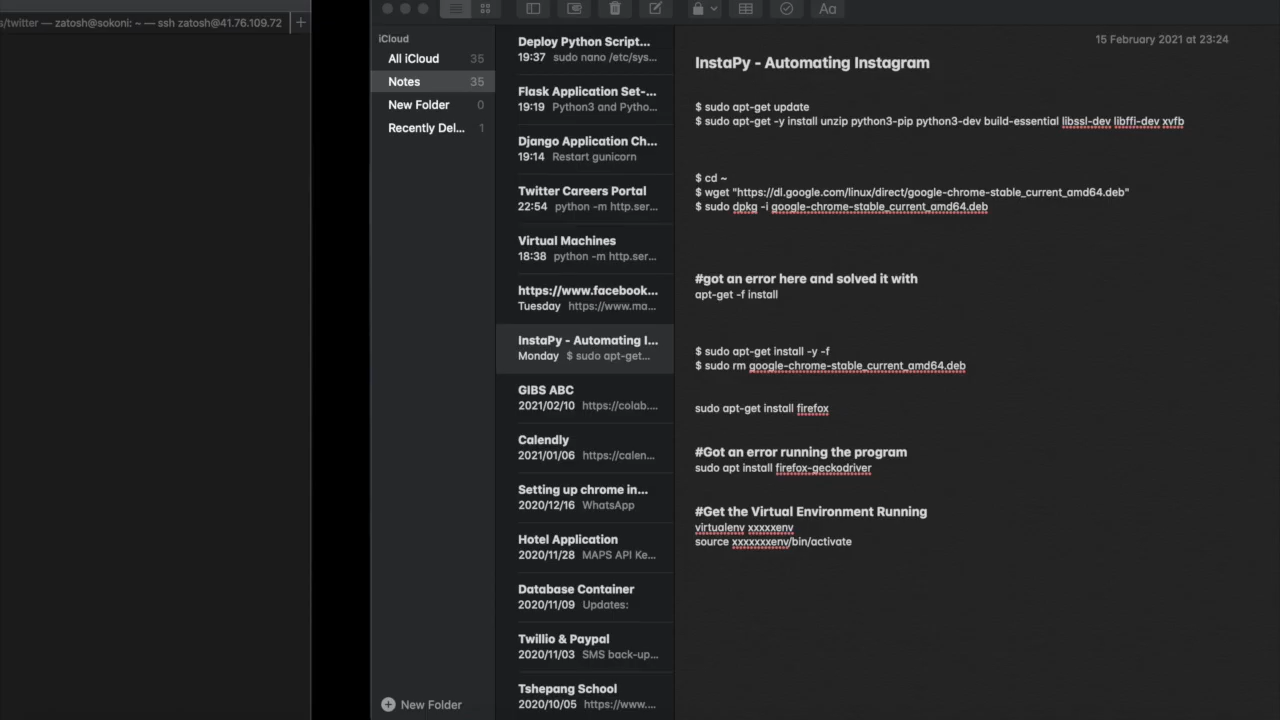 s/twitter — zatosh@sokoni: ~ — ssh zatosh@41.76.109.72
iCloud
All iCloud 35
Notes 35
New Folder 0
Recently Del... 1
New Folder
Deploy Python Script...
19:37 sudo nano /etc/sys...
Flask Application Set-...
19:19 Python3 and Pytho...
Django Application Ch...
19:14 Restart gunicorn
Twitter Careers Portal
22:54 python -m http.ser...
Virtual Machines
18:38 python -m http.ser...
https://www.facebook...
Tuesday https://www.ma...
InstaPy - Automating I...
Monday $ sudo apt-get...
GIBS ABC
2021/02/10 https://colab....
Calendly
2021/01/06 https://calen...
Setting up chrome in...
2020/12/16 WhatsApp
Hotel Application
2020/11/28 MAPS API Ke...
Database Container
2020/11/09 Updates:
Twillio & Paypal
2020/11/03 SMS back-up...
Tshepang School
2020/10/05 https://www....
Aa
15 February 2021 at 23:24
InstaPy - Automating Instagram
$ sudo apt-get update
$ sudo apt-get -y install unzip python3-pip python3-dev build-essential libssl-dev libffi-dev xvfb
$ cd ~
$ wget "https://dl.google.com/linux/direct/google-chrome-stable_current_amd64.deb"
$ sudo dpkg -i google-chrome-stable_current_amd64.deb
#got an error here and solved it with
apt-get -f install
$ sudo apt-get install -y -f
$ sudo rm google-chrome-stable_current_amd64.deb
sudo apt-get install firefox
#Got an error running the program
sudo apt install firefox-geckodriver
#Get the Virtual Environment Running
virtualenv xxxxxenv
source xxxxxxxenv/bin/activate